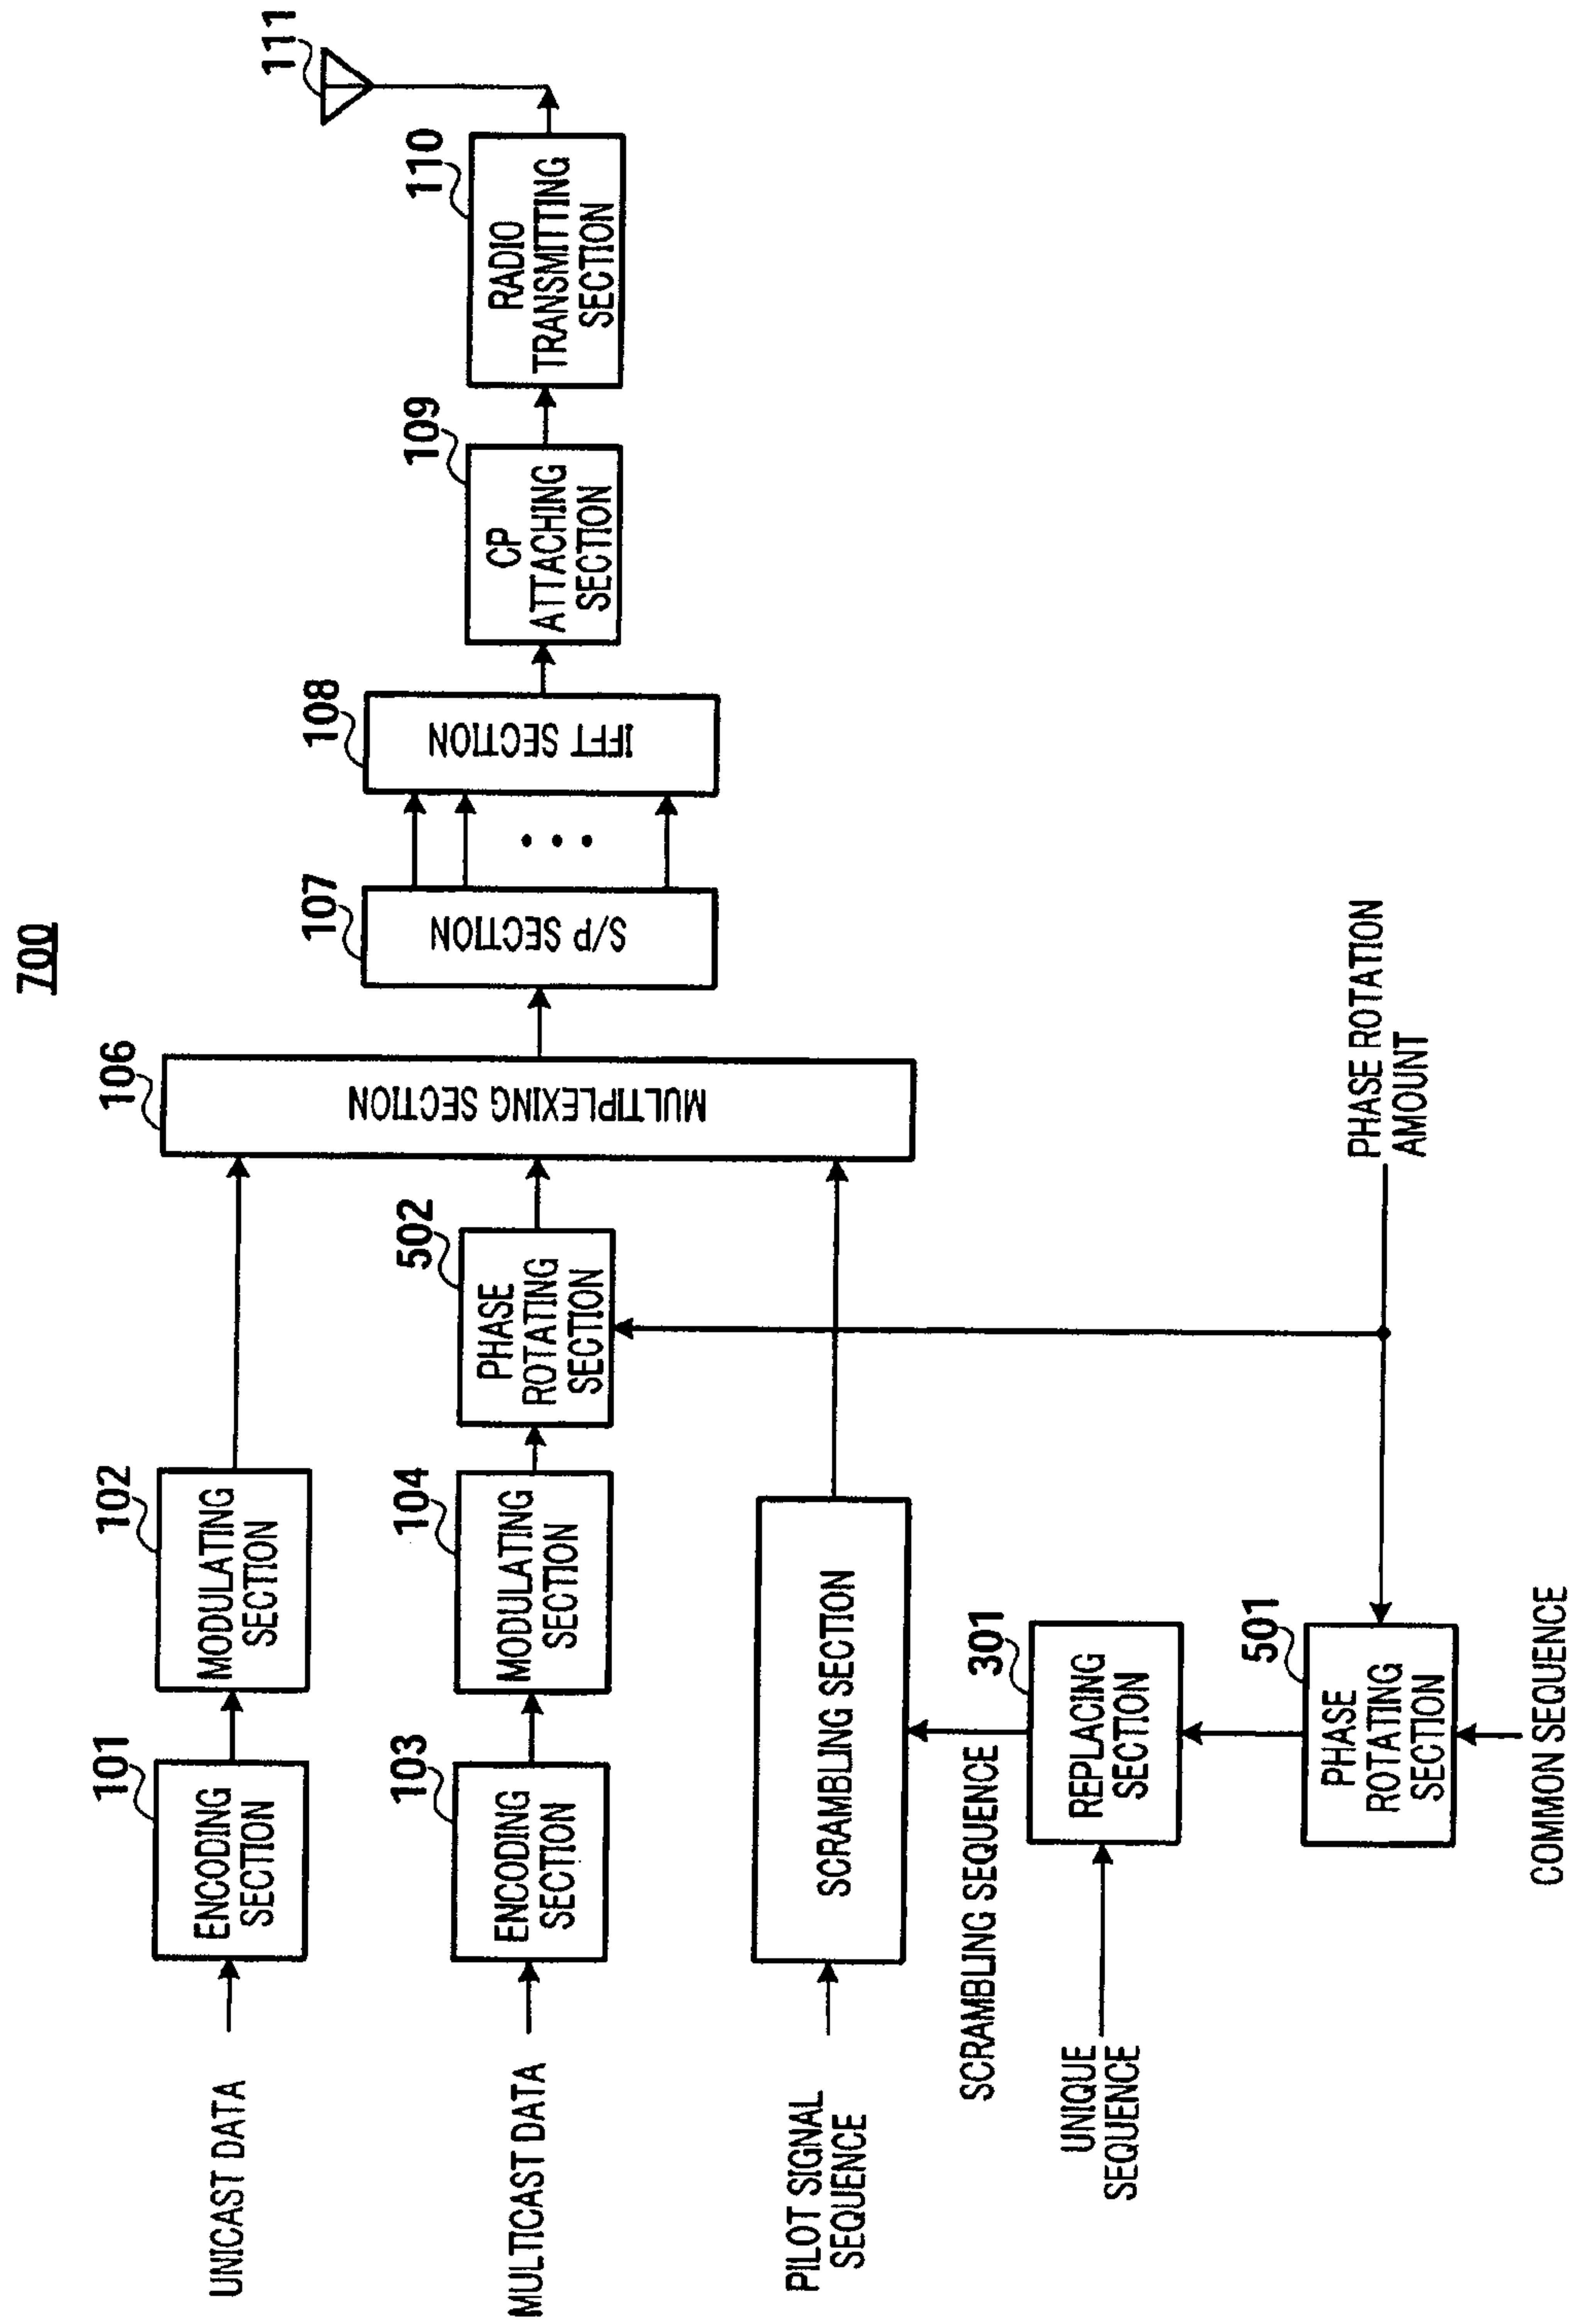 700
UNICAST DATA
101
ENCODING
SECTION
102
MODULATING
SECTION
MULTICAST DATA
103
ENCODING
SECTION
104
MODULATING
SECTION
502
PHASE
ROTATING
SECTION
106
MULTIPLEXING SECTION
107
S/P SECTION
108
IFFT SECTION
109
CP
ATTACHING
SECTION
110
RADIO
TRANSMITTING
SECTION
111
PILOT SIGNAL
SEQUENCE
SCRAMBLING SECTION
SCRAMBLING SEQUENCE
UNIQUE
SEQUENCE
301
REPLACING
SECTION
501
PHASE
ROTATING
SECTION
COMMON SEQUENCE
PHASE ROTATION
AMOUNT